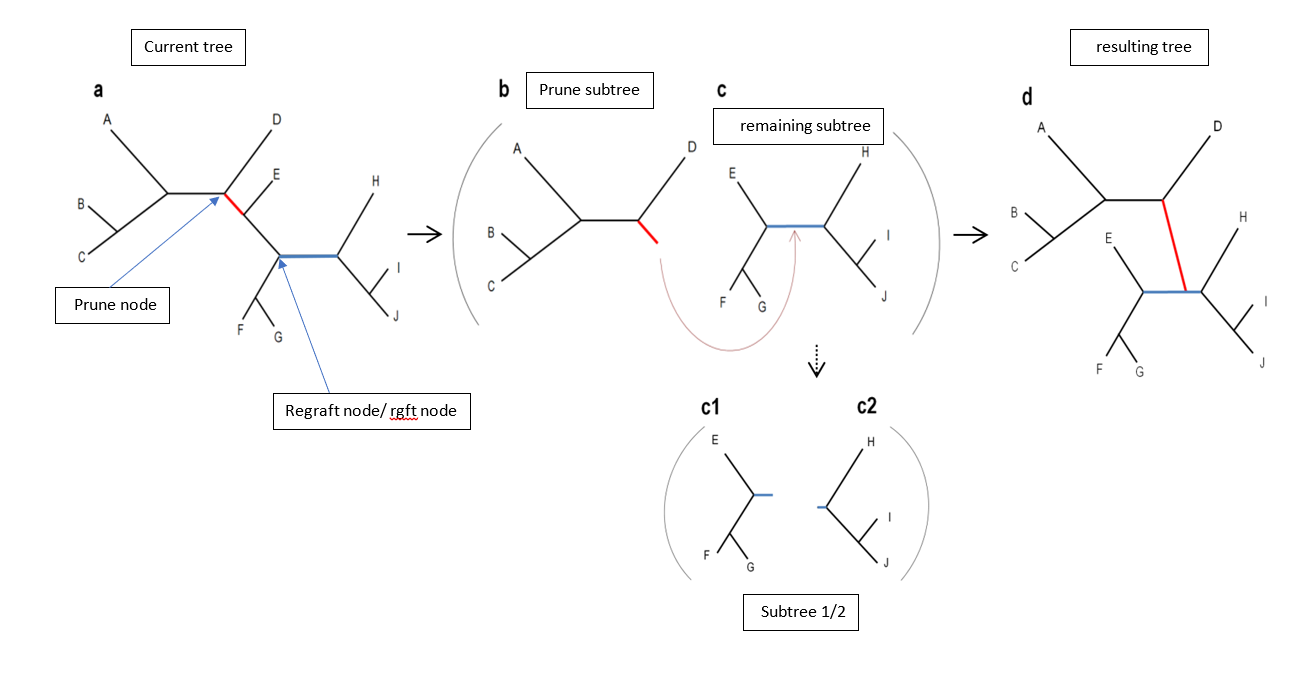 Current tree
a
A
D
E
B
H
C
I
F
G
J
Prune node
Regraft node/ rgft node
b
Prune subtree
A
D
B
C
c
remaining subtree
H
E
I
F
G
J
resulting tree
d
A
D
B
H
E
C
I
F
G
J
c1
c2
E
H
I
F
G
J
Subtree 1/2